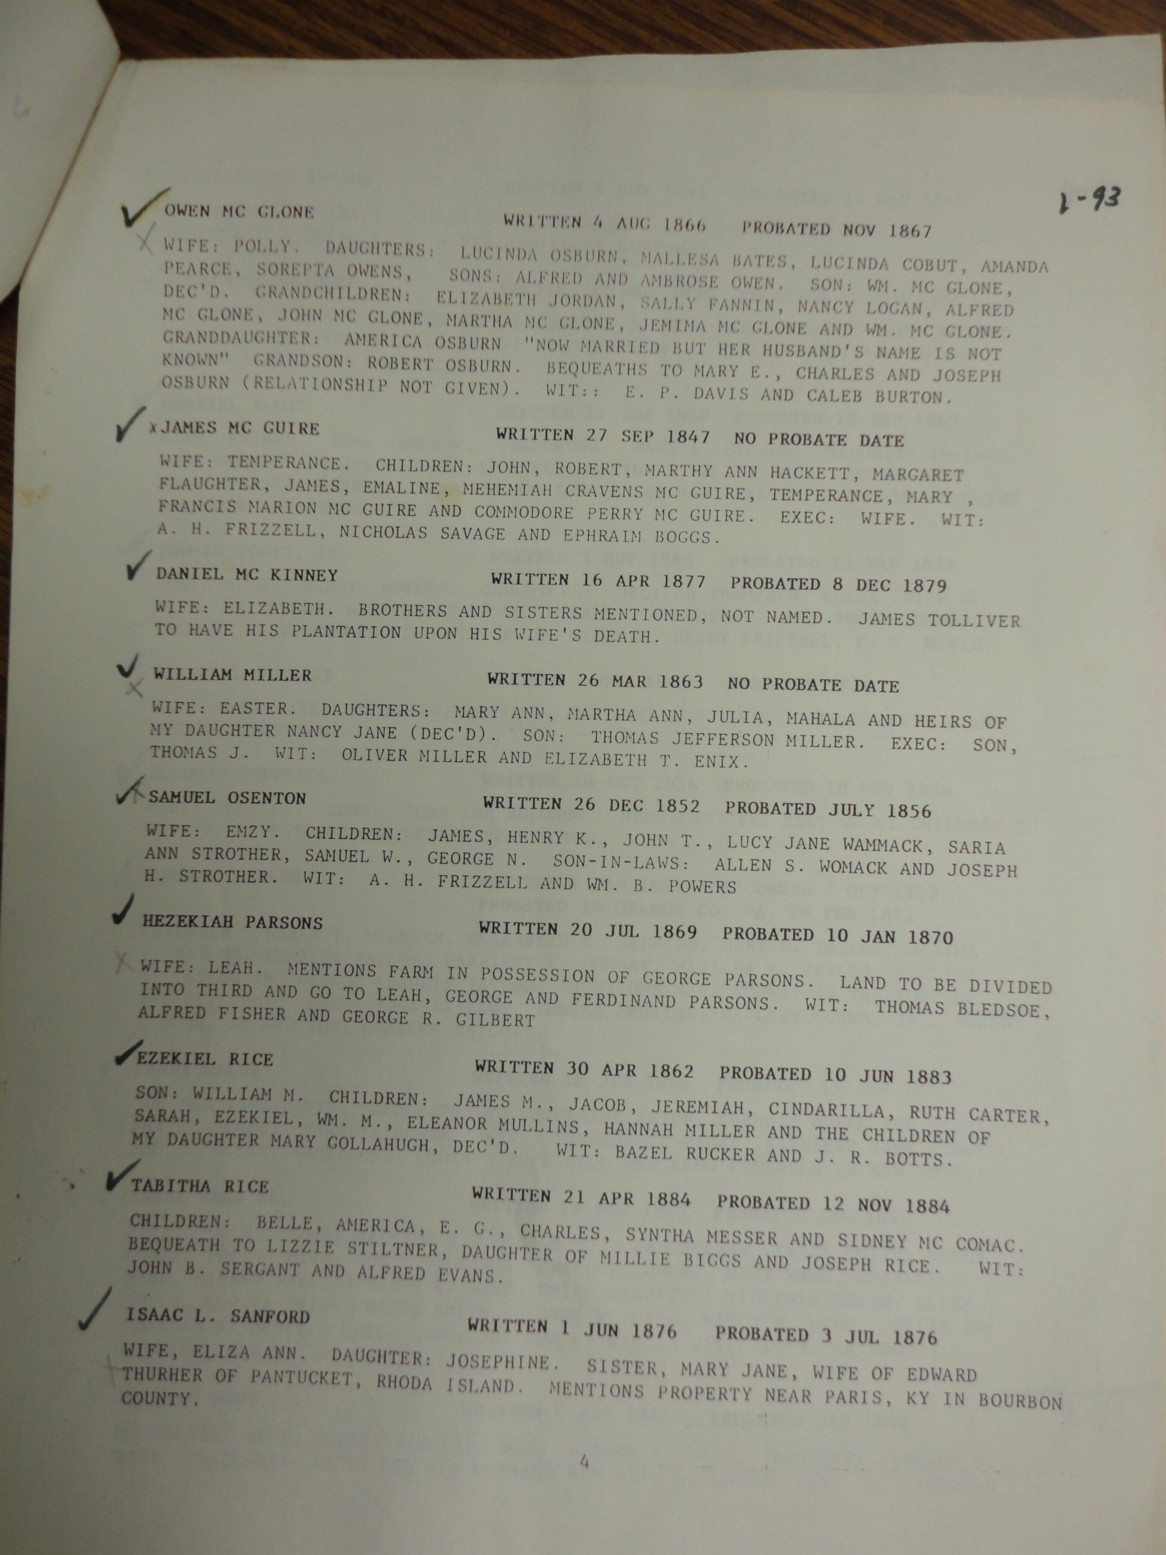 1-93
OWEN MC GLONE WRITTEN 4 AUG 1866 PROBATED NOV 1867
WIFE: POLLY. DAUGHTERS: LUCINDA OSBURN, MALLESA BATES, LUCINDA COBUT, AMANDA
PEARCE, SOREPTA OWENS, SONS: ALFRED AND AMBROSE OWEN. SON: WM. MC GLONE,
DEC'D. GRANDCHILDREN: ELIZABETH JORDAN, SALLY FANNIN, NANCY LOGAN, ALFRED
MC GLONE, JOHN MC GLONE, MARTHA MC GLONE, JEMIMA MC GLONE AND WM. MC GLONE.
GRANDDAUGHTER: AMERICA OSBURN "NOW MARRIED BUT HER HUSBAND'S NAME IS NOT
KNOWN" GRANDSON: ROBERT OSBURN. BEQUEATHS TO MARY E., CHARLES AND JOSEPH
OSBURN (RELATIONSHIP NOT GIVEN). WIT:: E. P. DAVIS AND CALEB BURTON.
xJAMES MC GUIRE WRITTEN 27 SEP 1847 NO PROBATE DATE
WIFE: TEMPERANCE. CHILDREN: JOHN, ROBERT, MARTHY ANN HACKETT, MARGARET
FLAUGHTER, JAMES, EMALINE, MEHEMIAH CRAVENS MC GUIRE, TEMPERANCE, MARY ,
FRANCIS MARION MC GUIRE AND COMMODORE PERRY MC GUIRE. EXEC: WIFE. WIT:
A. H. FRIZZELL, NICHOLAS SAVAGE AND EPHRAIM BOGGS.
DANIEL MC KINNEY WRITTEN 16 APR 1877 PROBATED 8 DEC 1879
WIFE: ELIZABETH. BROTHERS AND SISTERS MENTIONED, NOT NAMED. JAMES TOLLIVER
TO HAVE HIS PLANTATION UPON HIS WIFE'S DEATH.
WILLIAM MILLER WRITTEN 26 MAR 1863 NO PROBATE DATE
WIFE: EASTER. DAUGHTERS: MARY ANN, MARTHA ANN, JULIA, MAHALA AND HEIRS OF
MY DAUGHTER NANCY JANE (DEC'D). SON: THOMAS JEFFERSON MILLER. EXEC: SON,
THOMAS J. WIT: OLIVER MILLER AND ELIZABETH T. ENIX.
SAMUEL OSENTON WRITTEN 26 DEC 1852 PROBATED JULY 1856
WIFE: EMZY. CHILDREN: JAMES, HENRY K., JOHN T., LUCY JANE WAMMACK, SARIA
ANN STROTHER, SAMUEL W., GEORGE N. SON-IN-LAWS: ALLEN S. WOMACK AND JOSEPH
H. STROTHER. WIT: A. H. FRIZZELL AND WM. B. POWERS
HEZEKIAH PARSONS WRITTEN 20 JUL 1869 PROBATED 10 JAN 1870
WIFE: LEAH. MENTIONS FARM IN POSSESSION OF GEORGE PARSONS. LAND TO BE DIVIDED
INTO THIRD AND GO TO LEAH, GEORGE AND FERDINAND PARSONS. WIT: THOMAS BLEDSOE,
ALFRED FISHER AND GEORGE R. GILBERT
EZEKIEL RICE WRITTEN 30 APR 1862 PROBATED 10 JUN 1883
SON: WILLIAM M. CHILDREN: JAMES M., JACOB, JEREMIAH, CINDARILLA, RUTH CARTER,
SARAH, EZEKIEL, WM. M., ELEANOR MULLINS, HANNAH MILLER AND THE CHILDREN OF
MY DAUGHTER MARY GOLLAHUGH, DEC'D. WIT: BAZEL RUCKER AND J. R. BOTTS.
TABITHA RICE WRITTEN 21 APR 1884 PROBATED 12 NOV 1884
CHILDREN: BELLE, AMERICA, E. G., CHARLES, SYNTHA MESSER AND SIDNEY MC COMAC.
BEQUEATH TO LIZZIE STILTNER, DAUGHTER OF MILLIE BIGGS AND JOSEPH RICE. WIT:
JOHN B. SERGANT AND ALFRED EVANS.
ISAAC L. SANFORD WRITTEN 1 JUN 1876 PROBATED 3 JUL 1876
WIFE, ELIZA ANN. DAUGHTER: JOSEPHINE. SISTER, MARY JANE, WIFE OF EDWARD
THURHER OF PANTUCKET, RHODA ISLAND. MENTIONS PROPERTY NEAR PARIS, KY IN BOURBON
COUNTY.
4